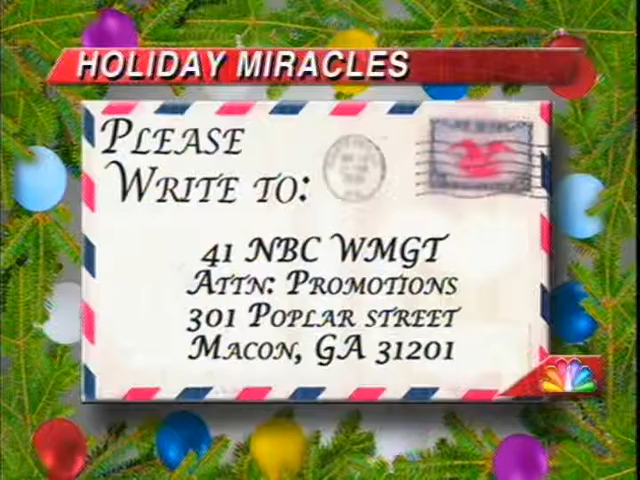 HOLIDAY MIRACLES
PLEASE
WRITE TO:
41 NBC WMGT
ATTN: PROMOTIONS
301 POPLAR STREET
MACON, GA 31201